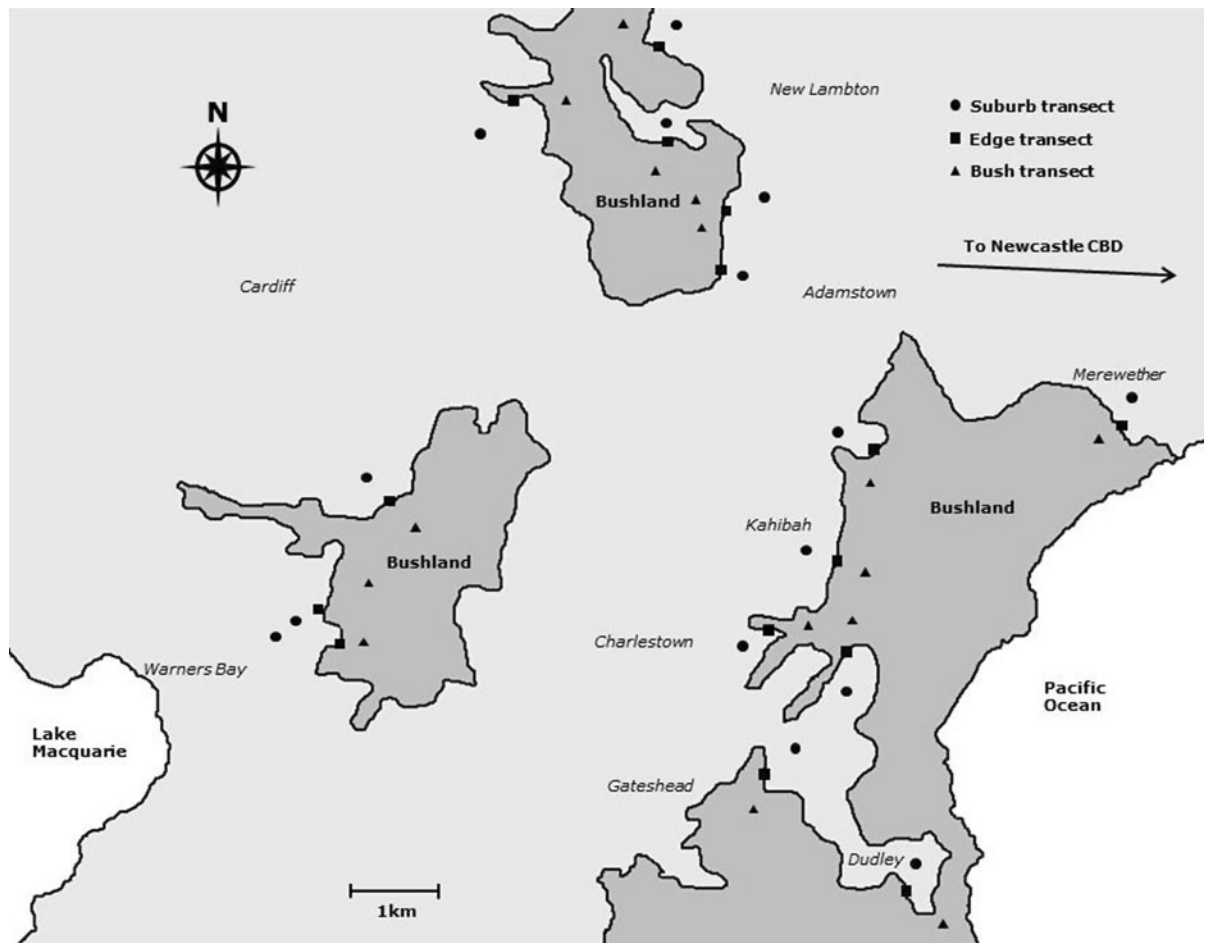 N
New Lambton
Suburb transect
Edge transect
Bush transect
Bushland
To Newcastle CBD
Cardiff
Adamstown
Merewether
Bushland
Kahibah
Bushland
Charlestown
Warners Bay
Pacific
Ocean
Lake
Macquarie
Gateshead
Dudley
1km